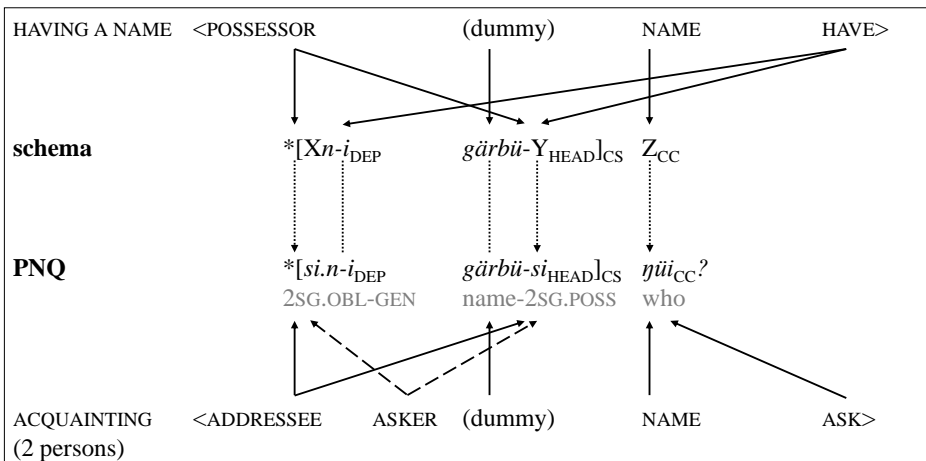 HAVING A NAME <POSSESSOR (dummy) NAME HAVE>
schema *[Xn-iDEP gärbü-YHEAD]CS ZCC
PNQ *[si.n-iDEP gärbü-siHEAD]CS ŋüiCC?
2SG.OBL-GEN name-2SG.POSS who
ACQUAINTING <ADDRESSEE ASKER (dummy) NAME ASK>
(2 persons)